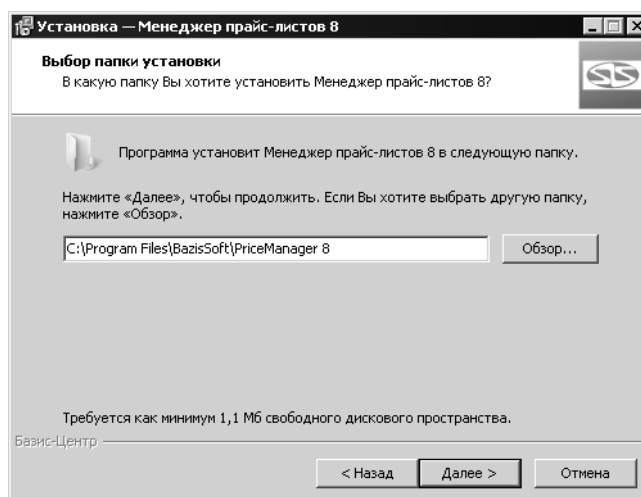 Установка — Менеджер прайс-листов 8
Выбор папки установки
В какую папку Вы хотите установить Менеджер прайс-листов 8?
Программа установит Менеджер прайс-листов 8 в следующую папку.
Нажмите «Далее», чтобы продолжить. Если Вы хотите выбрать другую папку,
нажмите «Обзор».
C:\Program Files\BazisSoft\PriceManager 8
Обзор...
Требуется как минимум 1,1 Мб свободного дискового пространства.
Базис-Центр
< Назад
Далее >
Отмена